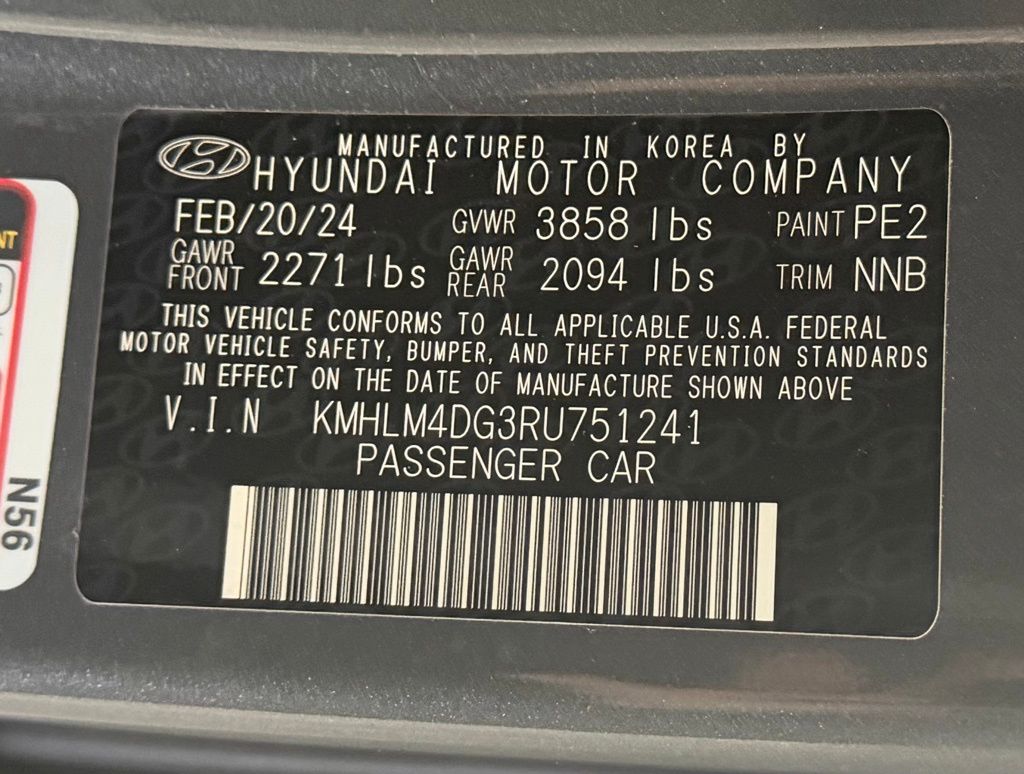 MANUFACTURED IN KOREA BY
HYUNDAI MOTOR COMPANY
FEB/20/24 GVWR 3858 lbs PAINT PE2
GAWR FRONT 2271 lbs GAWR REAR 2094 lbs TRIM NNB
THIS VEHICLE CONFORMS TO ALL APPLICABLE U.S.A. FEDERAL
MOTOR VEHICLE SAFETY, BUMPER, AND THEFT PREVENTION STANDARDS
IN EFFECT ON THE DATE OF MANUFACTURE SHOWN ABOVE
V.I.N KMHLM4DG3RU751241
PASSENGER CAR
N56